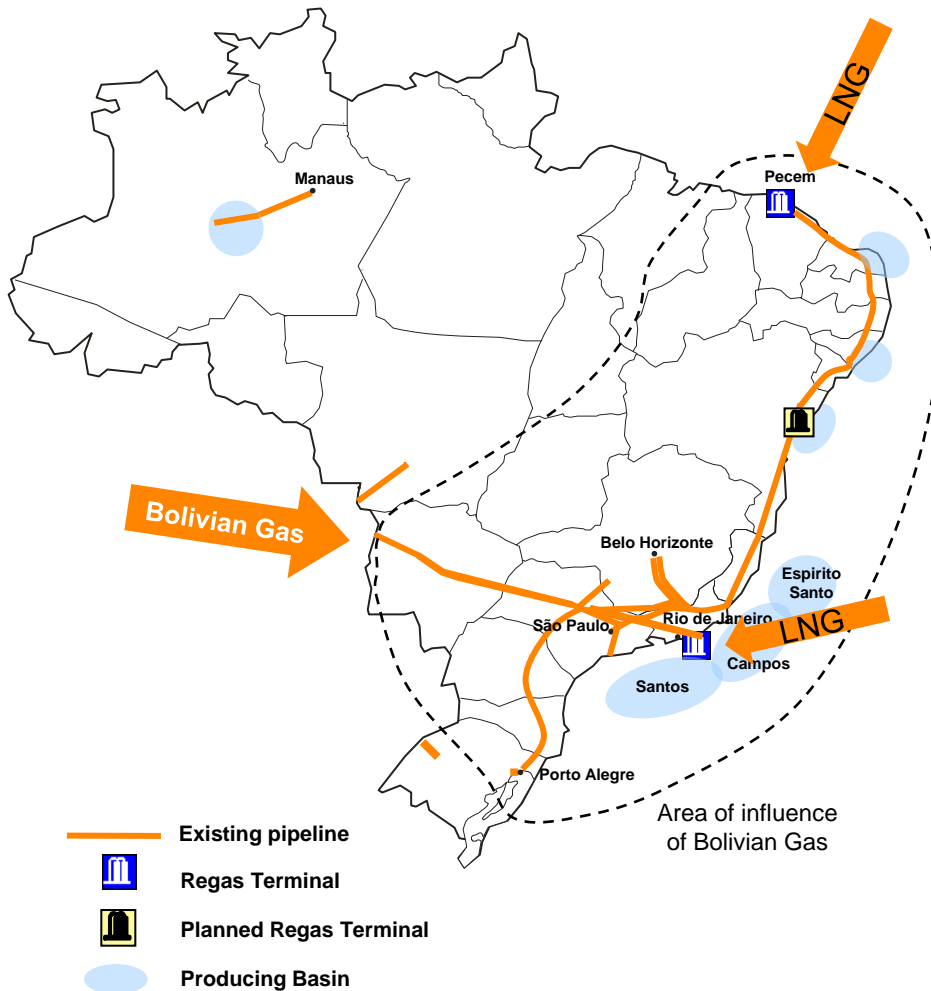 LNG
Pecem
Manaus
Bolivian Gas
Belo Horizonte
Espirito
Santo
Rio de Janeiro
São Paulo
LNG
Campos
Santos
Porto Alegre
Area of influence
of Bolivian Gas
Existing pipeline
Regas Terminal
Planned Regas Terminal
Producing Basin